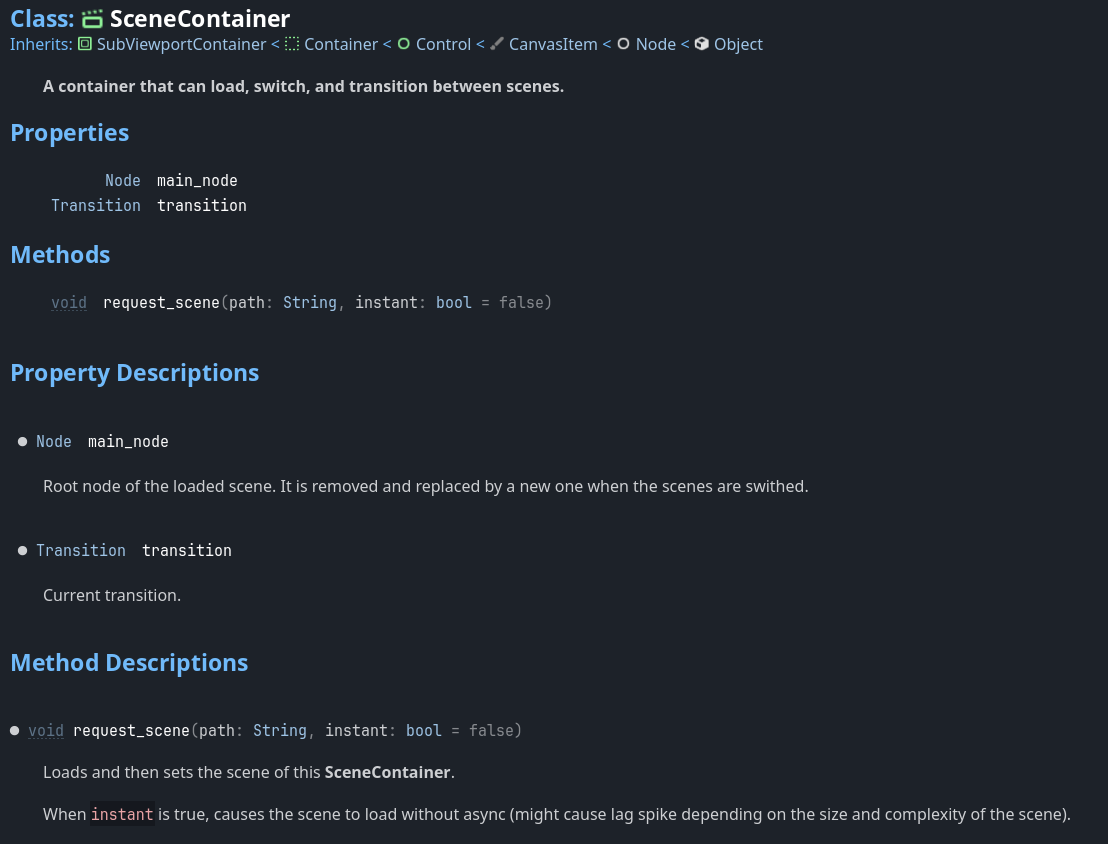 Class: SceneContainer
Inherits: SubViewportContainer < Container < Control < CanvasItem < Node < Object
A container that can load, switch, and transition between scenes.
Properties
Node main_node
Transition transition
Methods
void request_scene(path: String, instant: bool = false)
Property Descriptions
Node main_node
Root node of the loaded scene. It is removed and replaced by a new one when the scenes are swithed.
Transition transition
Current transition.
Method Descriptions
void request_scene(path: String, instant: bool = false)
Loads and then sets the scene of this SceneContainer.
When instant is true, causes the scene to load without async (might cause lag spike depending on the size and complexity of the scene).